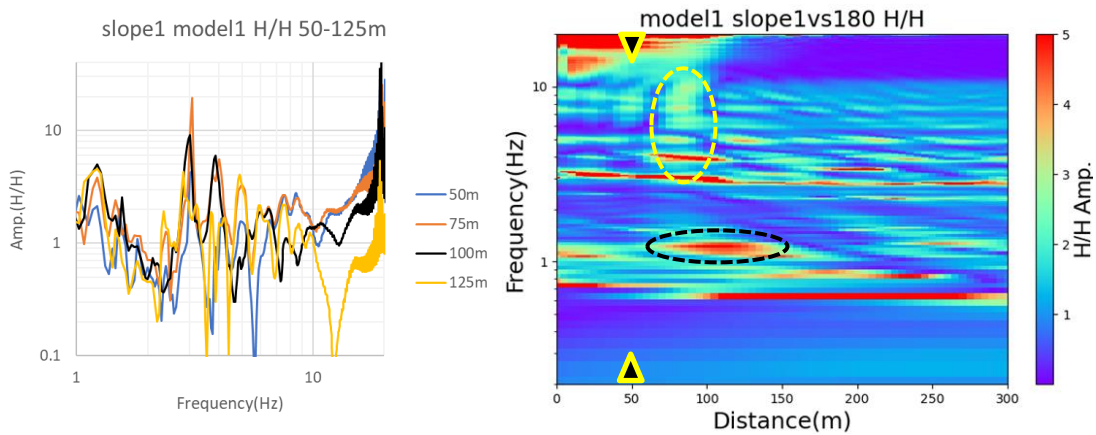 slope1 model1 H/H 50-125m
Amp.(H/H)
10
1
0.1
1
10
Frequency(Hz)
50m
75m
100m
125m
model1 slope1vs180 H/H
Frequency(Hz)
10
1
0
50
100
150
200
250
300
Distance(m)
5
4
3
2
1
H/H Amp.